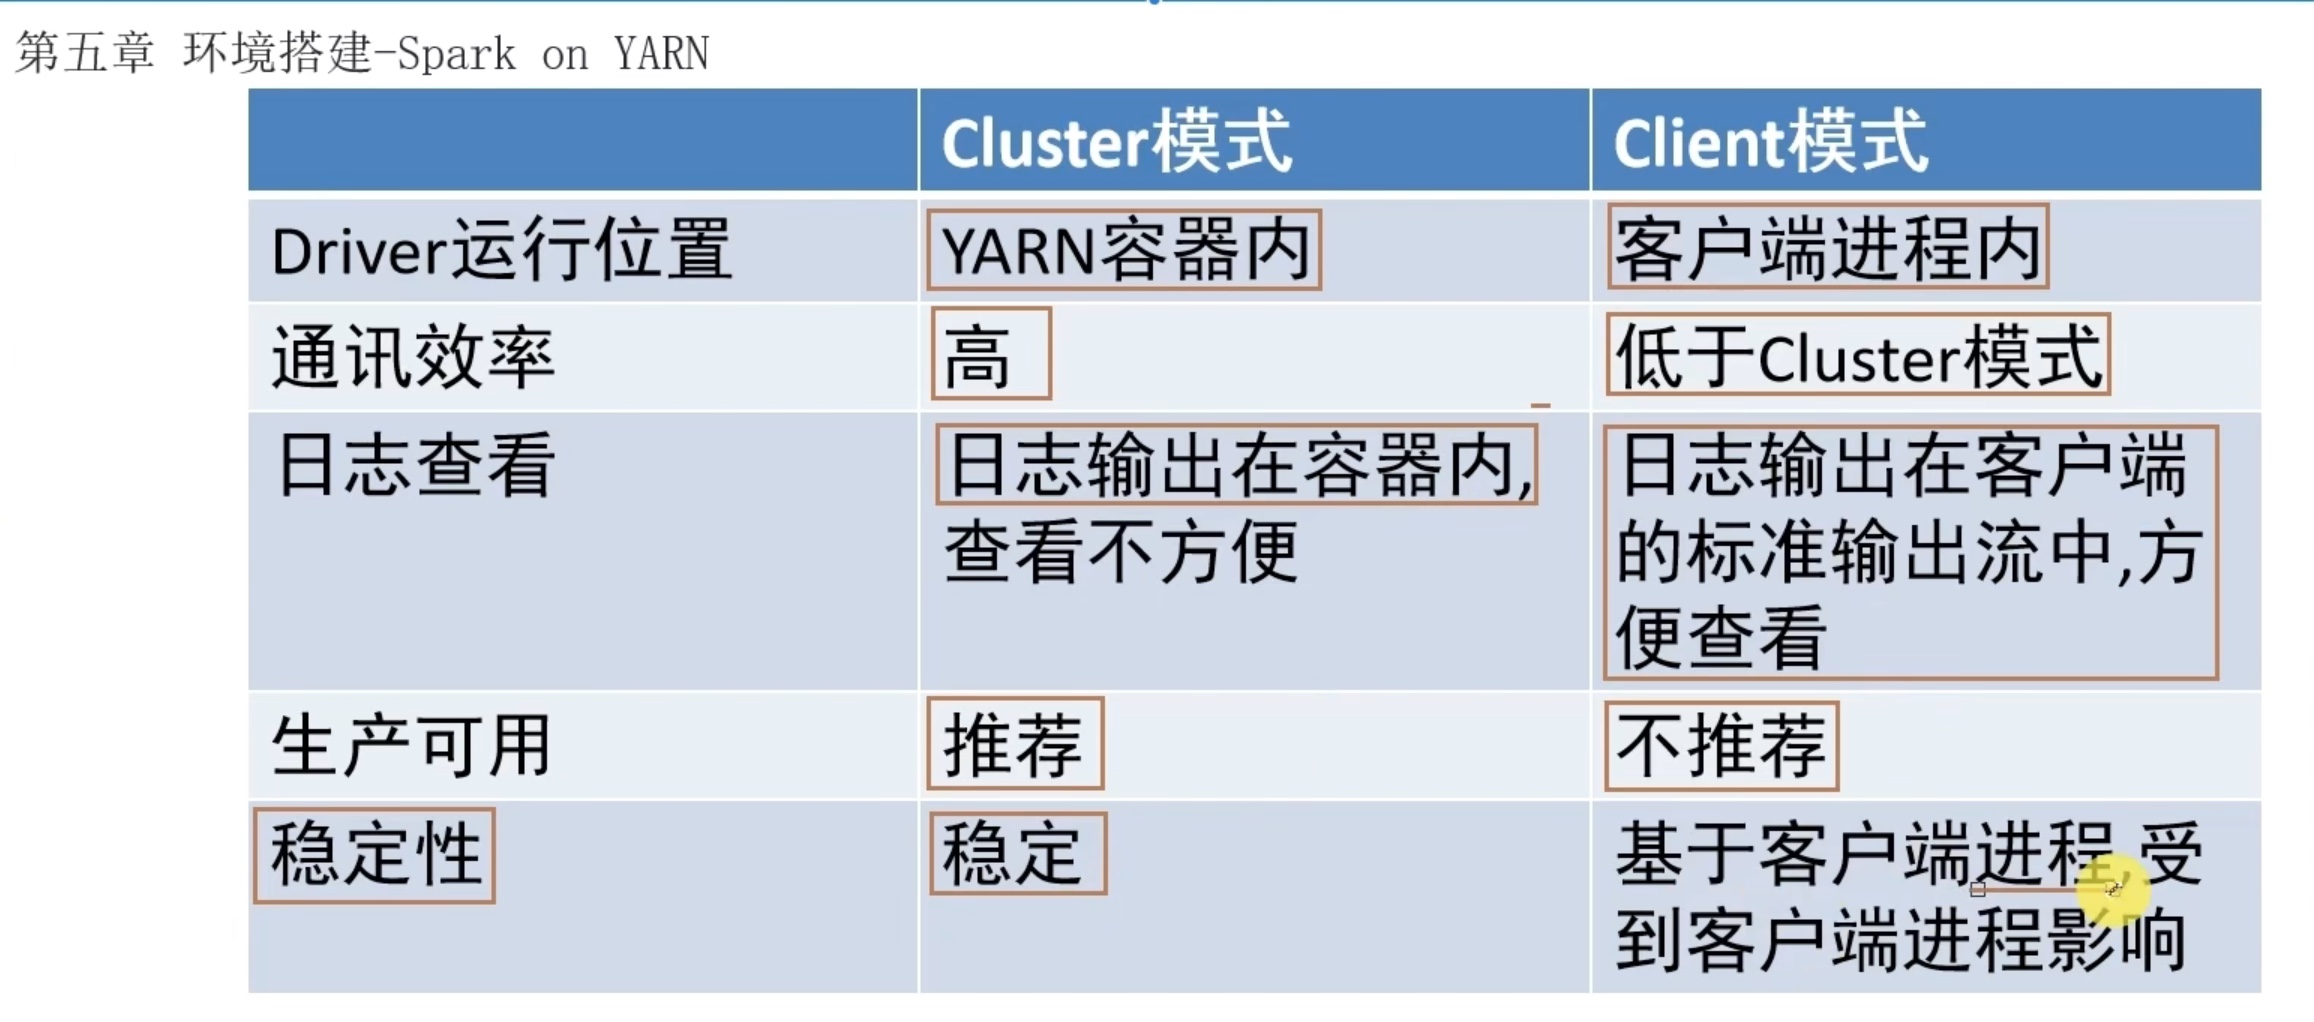 第五章 环境搭建-Spark on YARN
Cluster模式
Client模式
Driver运行位置
YARN容器内
客户端进程内
通讯效率
高
低于Cluster模式
日志查看
日志输出在容器内,
查看不方便
日志输出在客户端
的标准输出流中,方
便查看
生产可用
推荐
不推荐
稳定性
稳定
基于客户端进程,受
到客户端进程影响